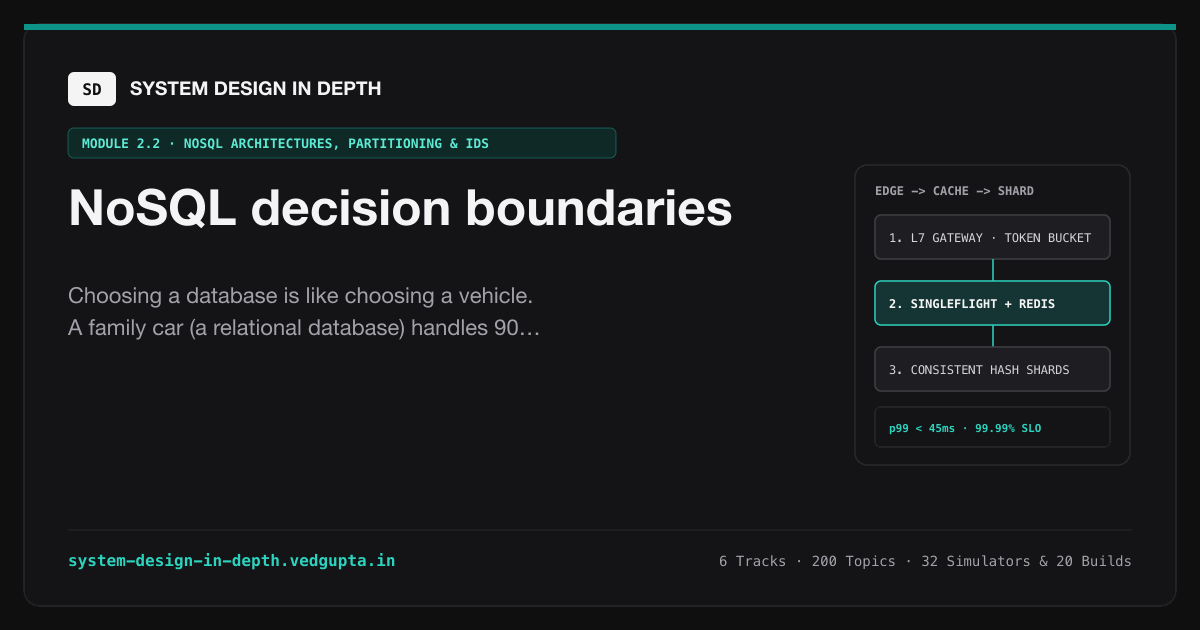 SD SYSTEM DESIGN IN DEPTH
MODULE 2.2 · NOSQL ARCHITECTURES, PARTITIONING & IDS
NoSQL decision boundaries
Choosing a database is like choosing a vehicle.
A family car (a relational database) handles 90…
EDGE —> CACHE —> SHARD
1. L7 GATEWAY · TOKEN BUCKET
2. SINGLEFLIGHT + REDIS
3. CONSISTENT HASH SHARDS
p99 < 45ms · 99.99% SLO
system-design-in-depth.vedgupta.in
6 Tracks · 200 Topics · 32 Simulators & 20 Builds